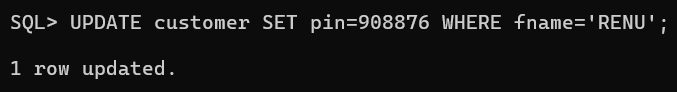 SQL> UPDATE customer SET pin=908876 WHERE fname='RENU';
1 row updated.